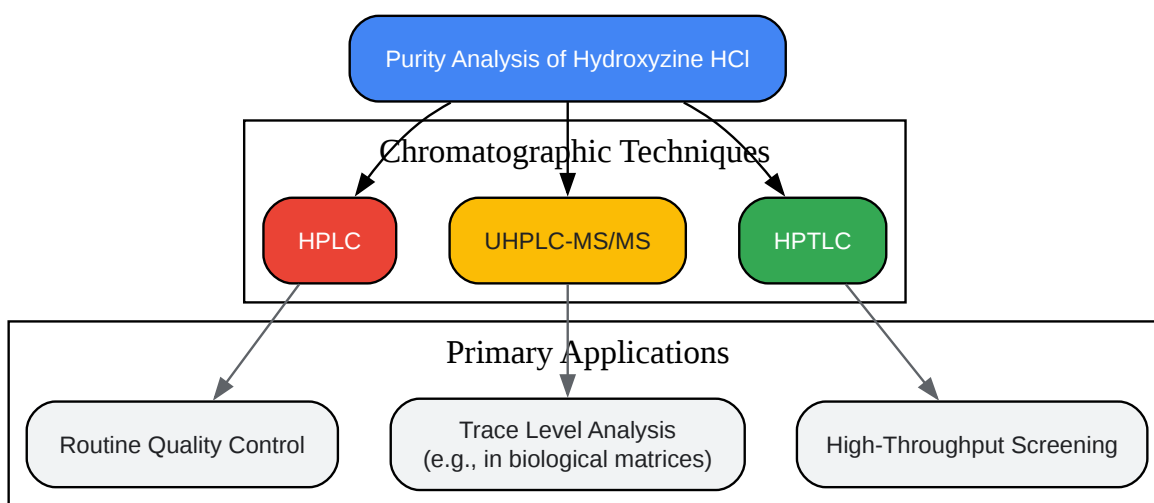 Purity Analysis of Hydroxyzine HCl
Chromatographic Techniques
HPLC
UHPLC-MS/MS
HPTLC
Primary Applications
Routine Quality Control
Trace Level Analysis
(e.g., in biological matrices)
High-Throughput Screening